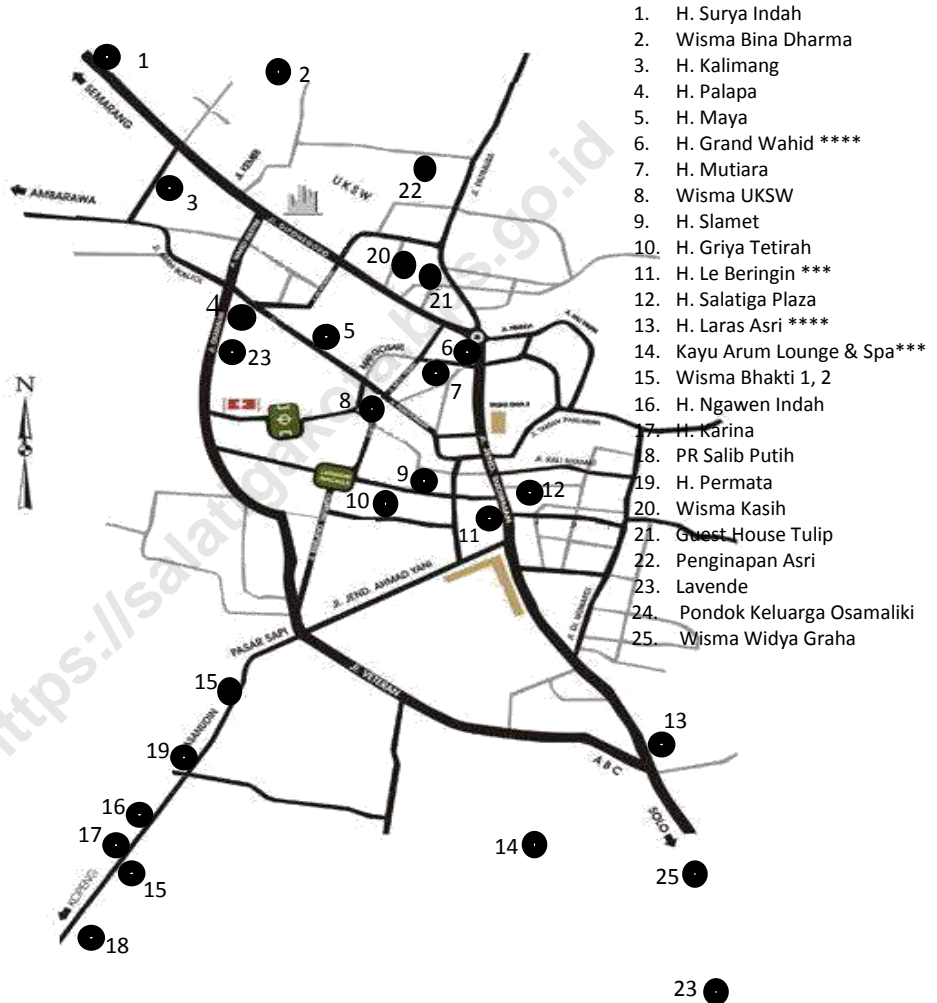 1. H. Surya Indah
2. Wisma Bina Dharma
3. H. Kalimang
4. H. Palapa
5. H. Maya
6. H. Grand Wahid ****
7. H. Mutiara
8. Wisma UKSW
9. H. Slamet
10. H. Griya Tetirah
11. H. Le Beringin ***
12. H. Salatiga Plaza
13. H. Laras Asri ****
14. Kayu Arum Lounge & Spa***
15. Wisma Bhakti 1, 2
16. H. Ngawen Indah
17. H. Karina
18. PR Salib Putih
19. H. Permata
20. Wisma Kasih
21. Guest House Tulip
22. Penginapan Asri
23. Lavende
24. Pondok Keluarga Osamaliki
25. Wisma Widya Graha
1
2
SEMARANG
AMBARAWA
3
UKSW
22
JL. DIPONEGORO
20
21
4
5
6
23
7
N
8
9
10
12
11
JL. JEND. AHMAD YANI
PASAR SAPI
JL. VETERAN
15
13
19
ABC
16
SOLO
17
14
15
25
KOPENG
18
23
https://salatigakota.bps.go.id